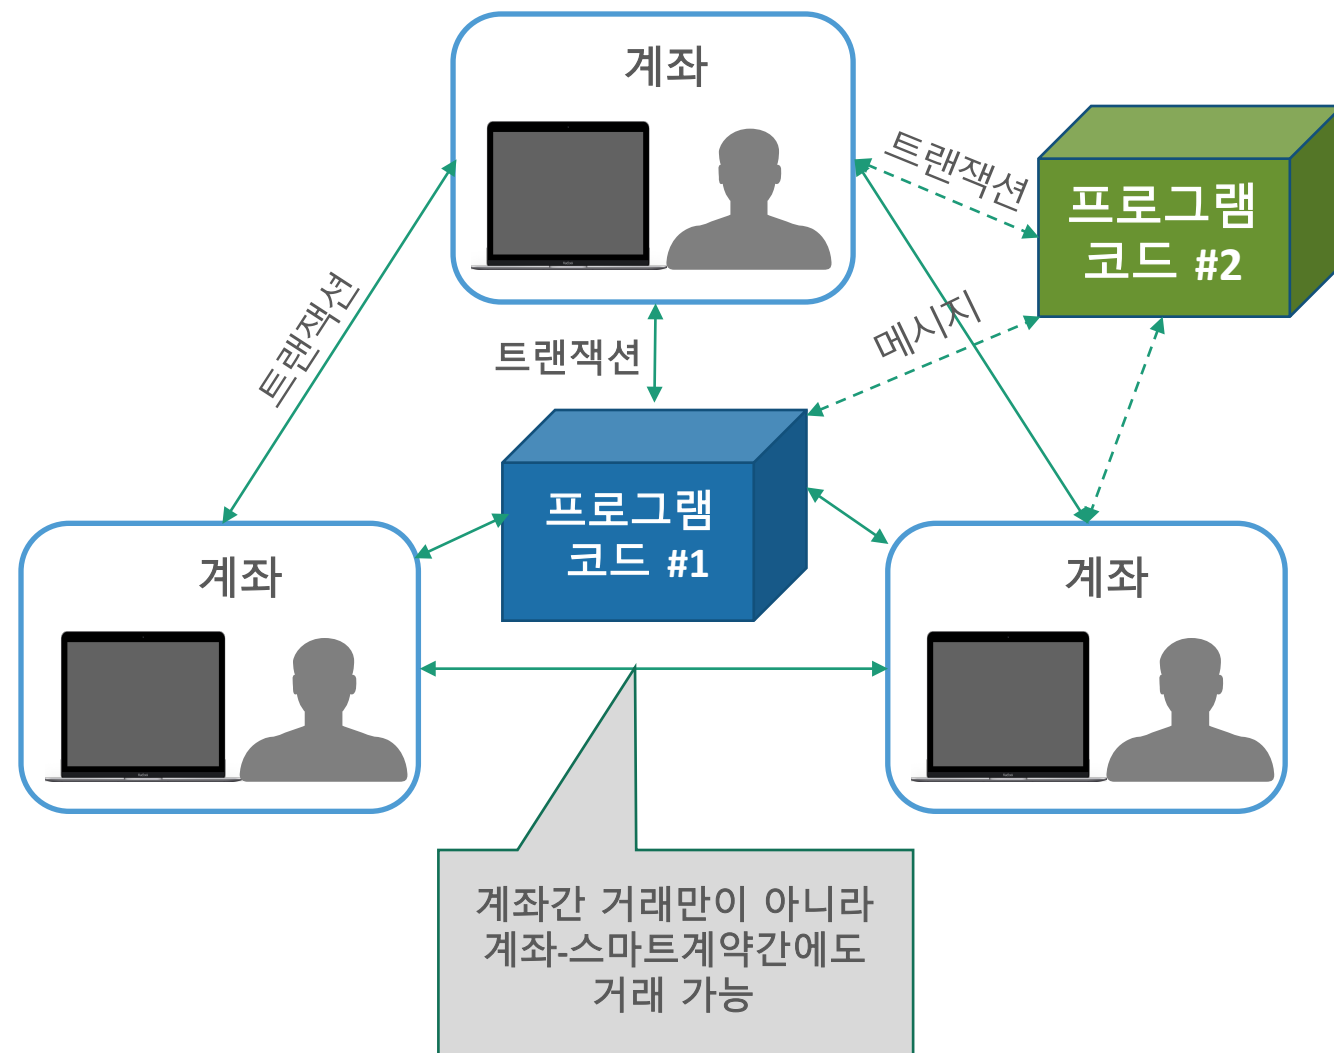 계좌
트랜잭션
프로그램
코드 #2
트랜잭션
메시지
트랜잭션
프로그램
코드 #1
계좌
계좌
계좌간 거래만이 아니라
계좌-스마트계약간에도
거래 가능